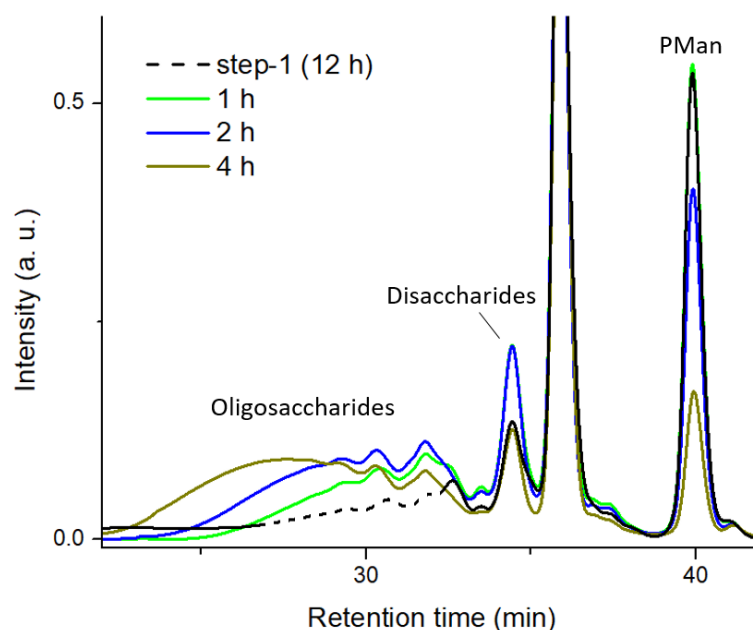 PMan
step-1 (12 h)
1 h
2 h
4 h
0.5
Disaccharides
Oligosaccharides
Intensity (a. u.)
0.0
30
40
Retention time (min)